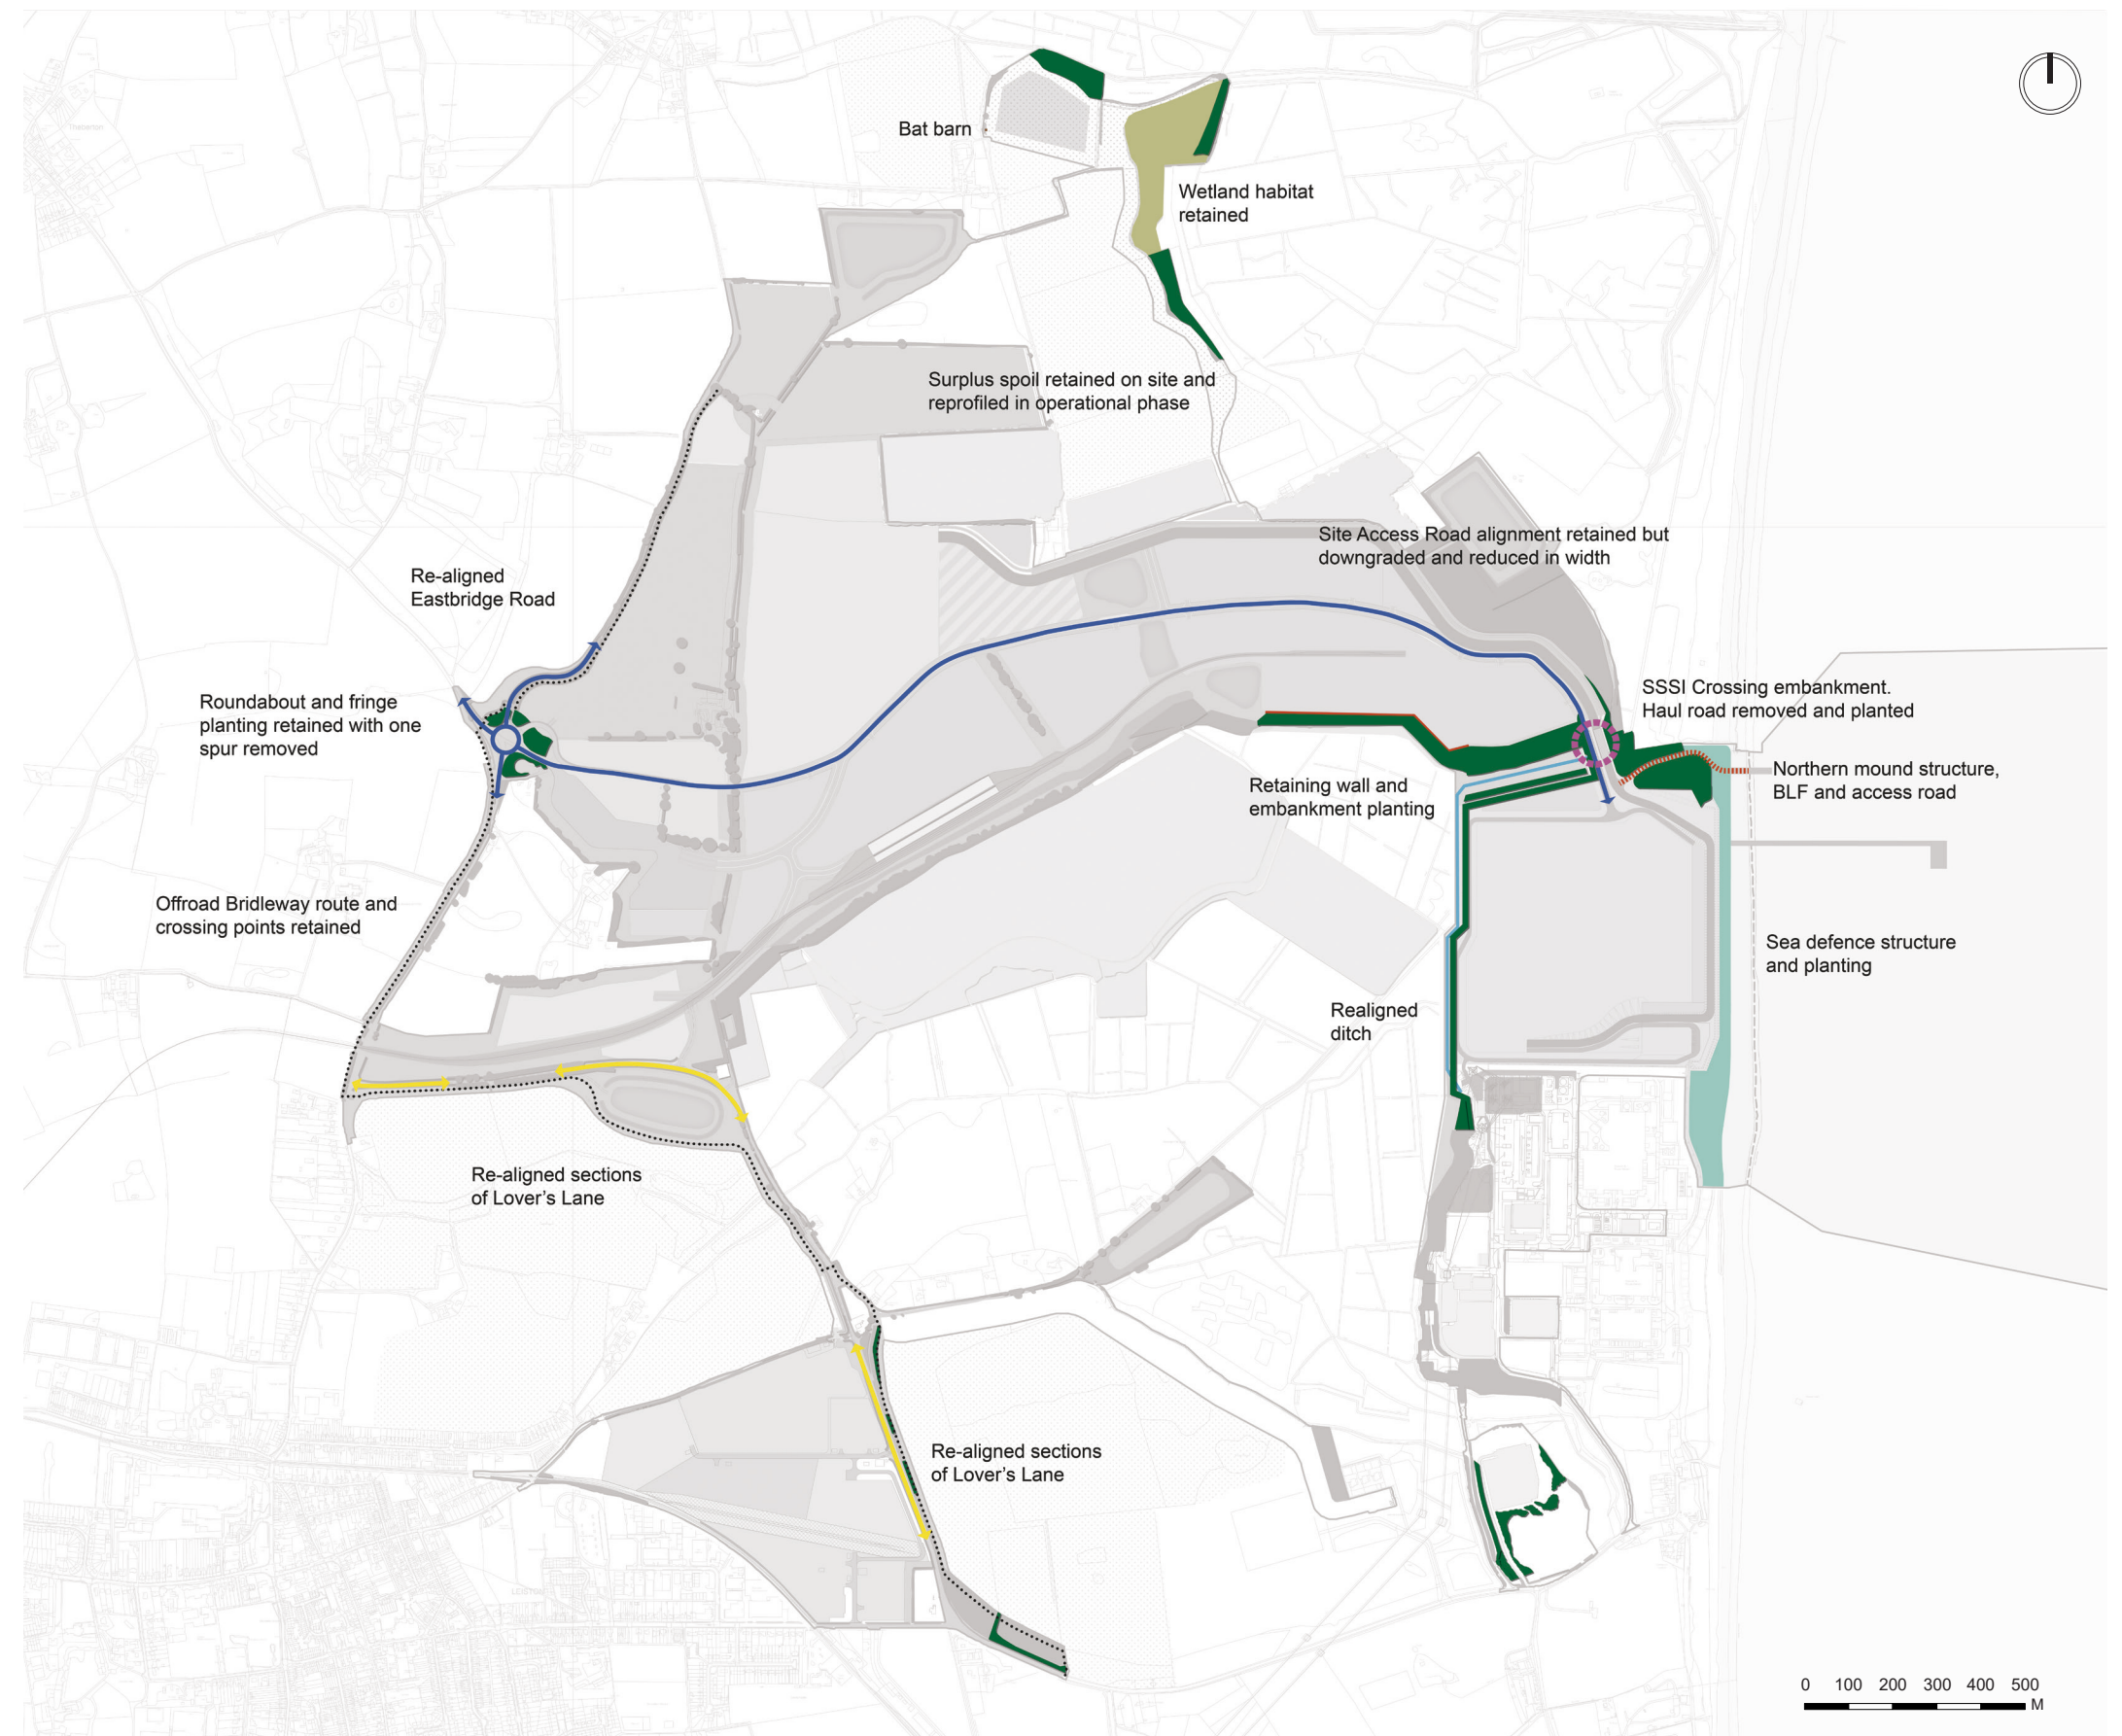 Bat barn
Wetland habitat
retained
Surplus spoil retained on site and
reprofiled in operational phase
Site Access Road alignment retained but
downgraded and reduced in width
Re-aligned
Eastbridge Road
Roundabout and fringe
planting retained with one
spur removed
SSSI Crossing embankment.
Haul road removed and planted
Northern mound structure,
BLF and access road
Retaining wall and
embankment planting
Offroad Bridleway route and
crossing points retained
Sea defence structure
and planting
Realigned
ditch
Re-aligned sections
of Lover's Lane
Re-aligned sections
of Lover's Lane
0 100 200 300 400 500
M